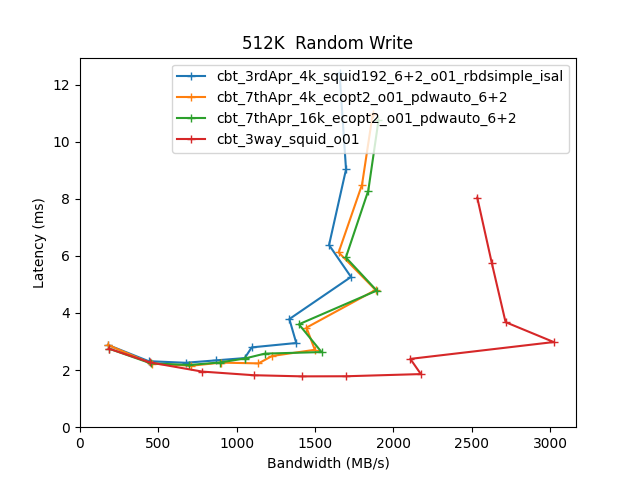 512K  Random Write
cbt_3rdApr_4k_squid192_6+2_o01_rbdsimple_isal
cbt_7thApr_4k_ecopt2_o01_pdwauto_6+2
cbt_7thApr_16k_ecopt2_o01_pdwauto_6+2
cbt_3way_squid_o01
12
10
8
6
4
2
0
Latency (ms)
0 500 1000 1500 2000 2500 3000
Bandwidth (MB/s)